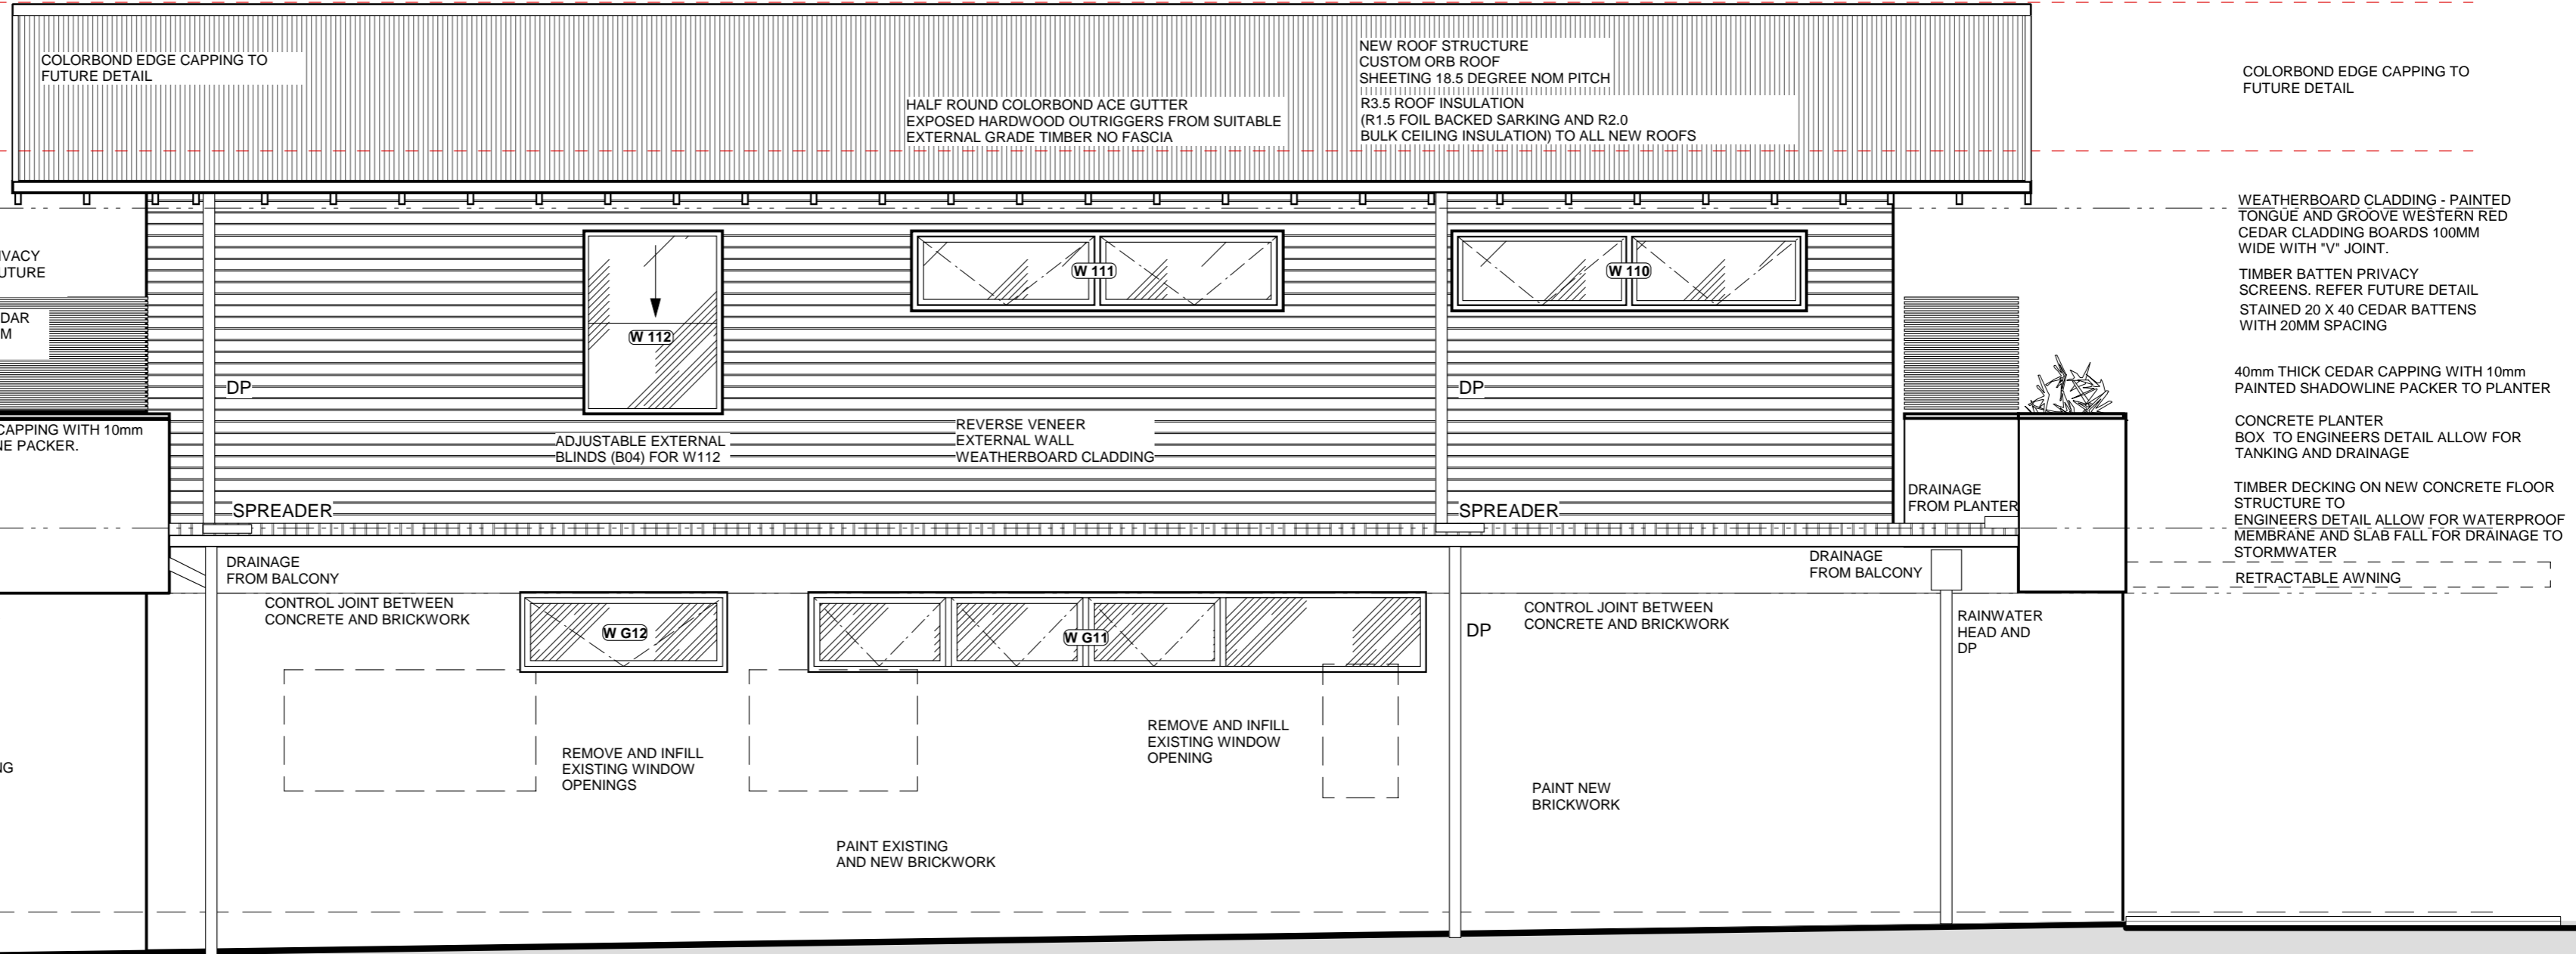 COLORBOND EDGE CAPPING TO
FUTURE DETAIL
NEW ROOF STRUCTURE
CUSTOM ORB ROOF
SHEETING 18.5 DEGREE NOM PITCH
R3.5 ROOF INSULATION
(R1.5 FOIL BACKED SARKING AND R2.0
BULK CEILING INSULATION) TO ALL NEW ROOFS
HALF ROUND COLORBOND ACE GUTTER
EXPOSED HARDWOOD OUTRIGGERS FROM SUITABLE
EXTERNAL GRADE TIMBER NO FASCIA
COLORBOND EDGE CAPPING TO
FUTURE DETAIL
WEATHERBOARD CLADDING - PAINTED
TONGUE AND GROOVE WESTERN RED
CEDAR CLADDING BOARDS 100MM
WIDE WITH "V" JOINT.
TIMBER BATTEN PRIVACY
SCREENS. REFER FUTURE DETAIL
STAINED 20 X 40 CEDAR BATTENS
WITH 20MM SPACING
40mm THICK CEDAR CAPPING WITH 10mm
PAINTED SHADOWLINE PACKER TO PLANTER
CONCRETE PLANTER
BOX TO ENGINEERS DETAIL ALLOW FOR
TANKING AND DRAINAGE
TIMBER DECKING ON NEW CONCRETE FLOOR
STRUCTURE TO
ENGINEERS DETAIL ALLOW FOR WATERPROOF
MEMBRANE AND SLAB FALL FOR DRAINAGE TO
STORMWATER
RETRACTABLE AWNING
W 111
W 110
W 112
DP
DP
CAPPING WITH 10mm
PACKER.
ADJUSTABLE EXTERNAL
BLINDS (B04) FOR W112
REVERSE VENEER
EXTERNAL WALL
WEATHERBOARD CLADDING
SPREADER
SPREADER
DRAINAGE
FROM PLANTER
DRAINAGE
FROM BALCONY
DRAINAGE
FROM BALCONY
CONTROL JOINT BETWEEN
CONCRETE AND BRICKWORK
W G12
W G11
DP
CONTROL JOINT BETWEEN
CONCRETE AND BRICKWORK
RAINWATER
HEAD AND
DP
REMOVE AND INFILL
EXISTING WINDOW
OPENINGS
REMOVE AND INFILL
EXISTING WINDOW
OPENING
PAINT NEW
BRICKWORK
PAINT EXISTING
AND NEW BRICKWORK